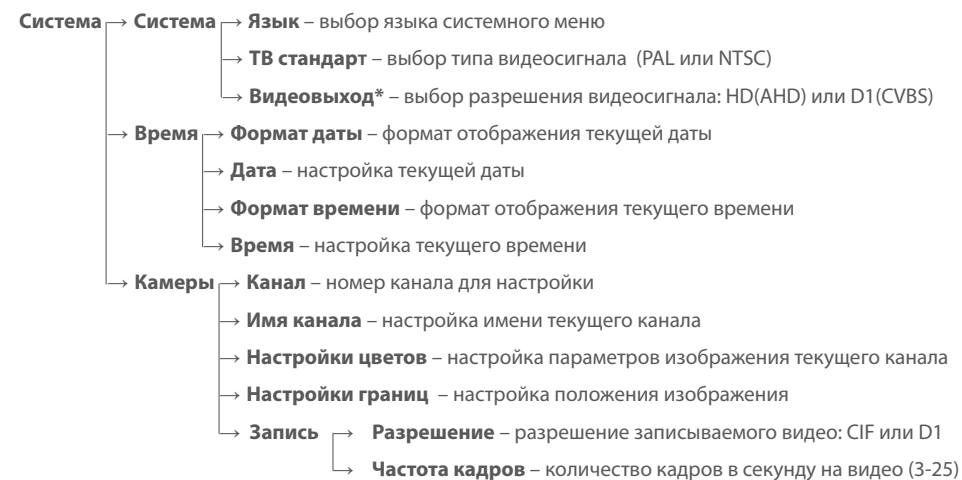 Система → Система → Язык – выбор языка системного меню
→ ТВ стандарт – выбор типа видеосигнала (PAL или NTSC)
→ Видеовыход* – выбор разрешения видеосигнала: HD(AHD) или D1(CVBS)
→ Время → Формат даты – формат отображения текущей даты
→ Дата – настройка текущей даты
→ Формат времени – формат отображения текущего времени
→ Время – настройка текущего времени
→ Камеры → Канал – номер канала для настройки
→ Имя канала – настройка имени текущего канала
→ Настройки цветов – настройка параметров изображения текущего канала
→ Настройки границ – настройка положения изображения
→ Запись → Разрешение – разрешение записываемого видео: CIF или D1
→ Частота кадров – количество кадров в секунду на видео (3-25)